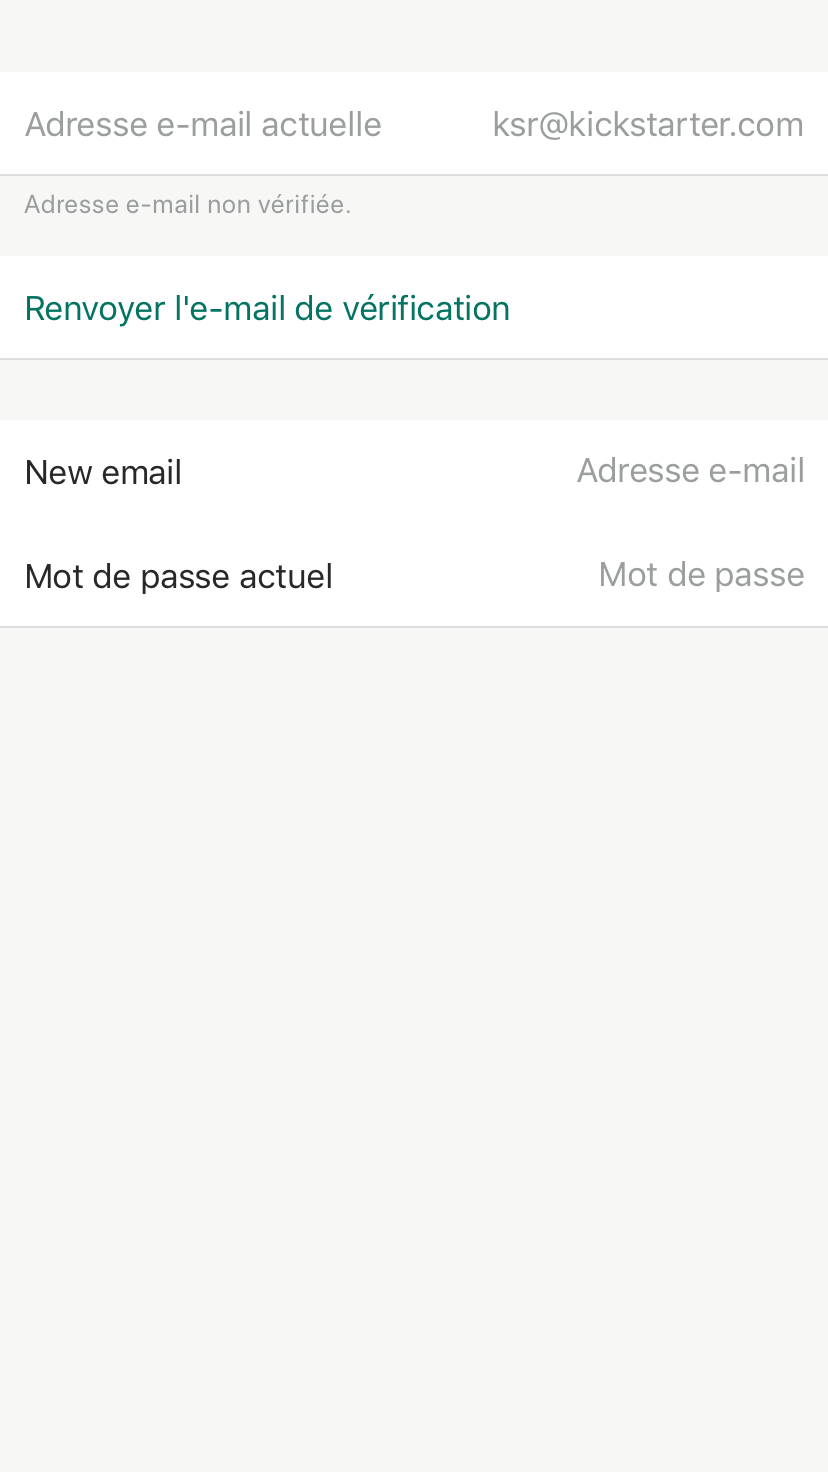 Adresse e-mail actuelle ksr@kickstarter.com
Adresse e-mail non vérifiée.
Renvoyer l'e-mail de vérification
New email Adresse e-mail
Mot de passe actuel Mot de passe